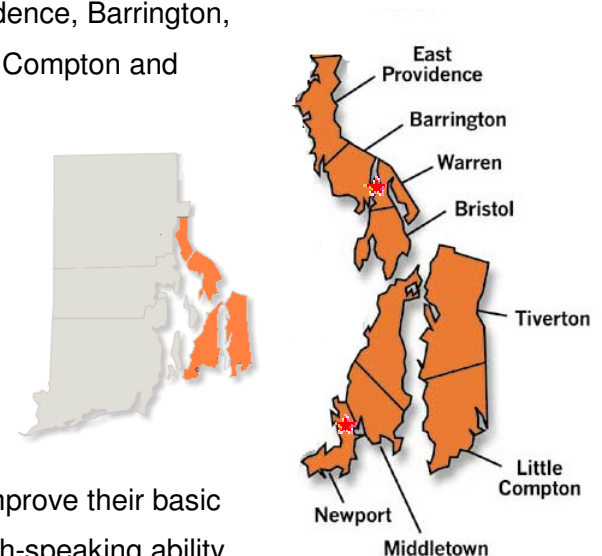 dence, Barrington,
Compton and
East
Providence
Barrington
Warren
Bristol
Tiverton
Little
Compton
Newport
Middletown
mprove their basic
h-speaking ability